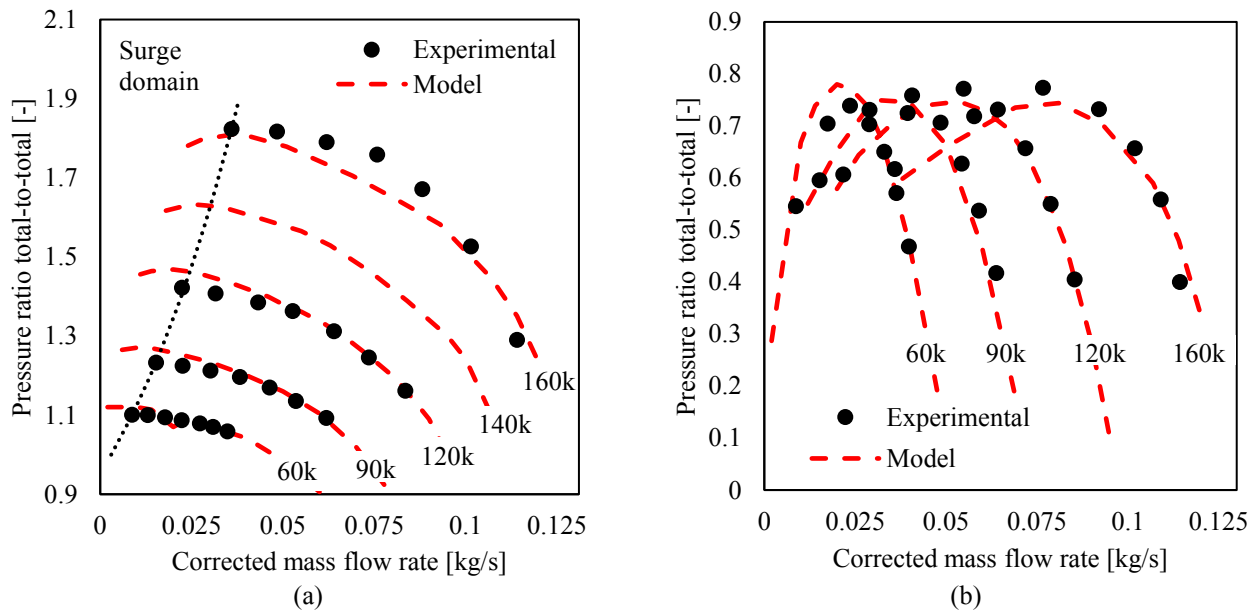 2.1
1.9
1.7
1.5
1.3
1.1
0.9
Pressure ratio total-to-total [-]
Surge
domain
Experimental
Model
160k
140k
120k
90k
60k
0 0.025 0.05 0.075 0.1 0.125
Corrected mass flow rate [kg/s]
(a)
0.9
0.8
0.7
0.6
0.5
0.4
0.3
0.2
0.1
0
Pressure ratio total-to-total [-]
60k 90k 120k 160k
Experimental
Model
0 0.025 0.05 0.075 0.1 0.125
Corrected mass flow rate [kg/s]
(b)